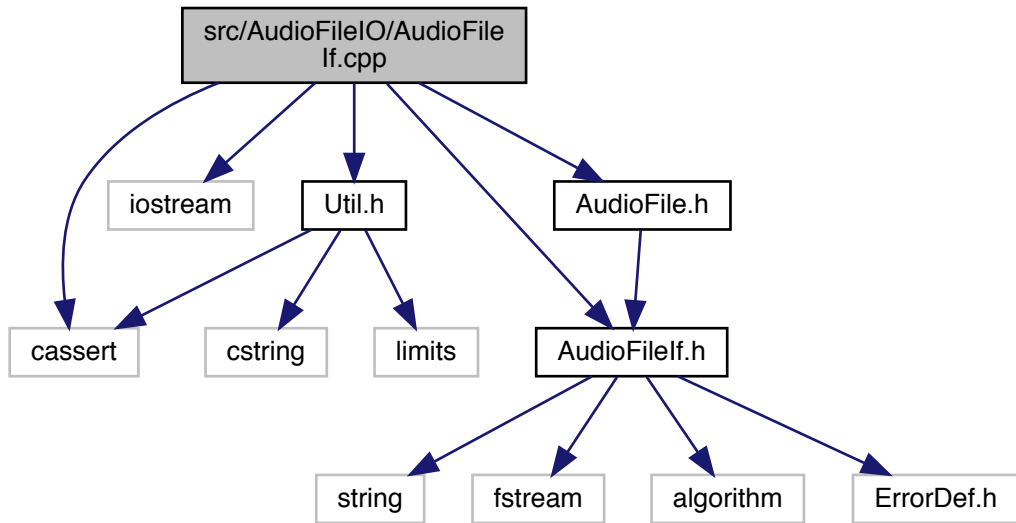 src/AudioFileIO/AudioFile
If.cpp
iostream
Util.h
AudioFile.h
cassert
cstring
limits
AudioFileIf.h
string
fstream
algorithm
ErrorDef.h